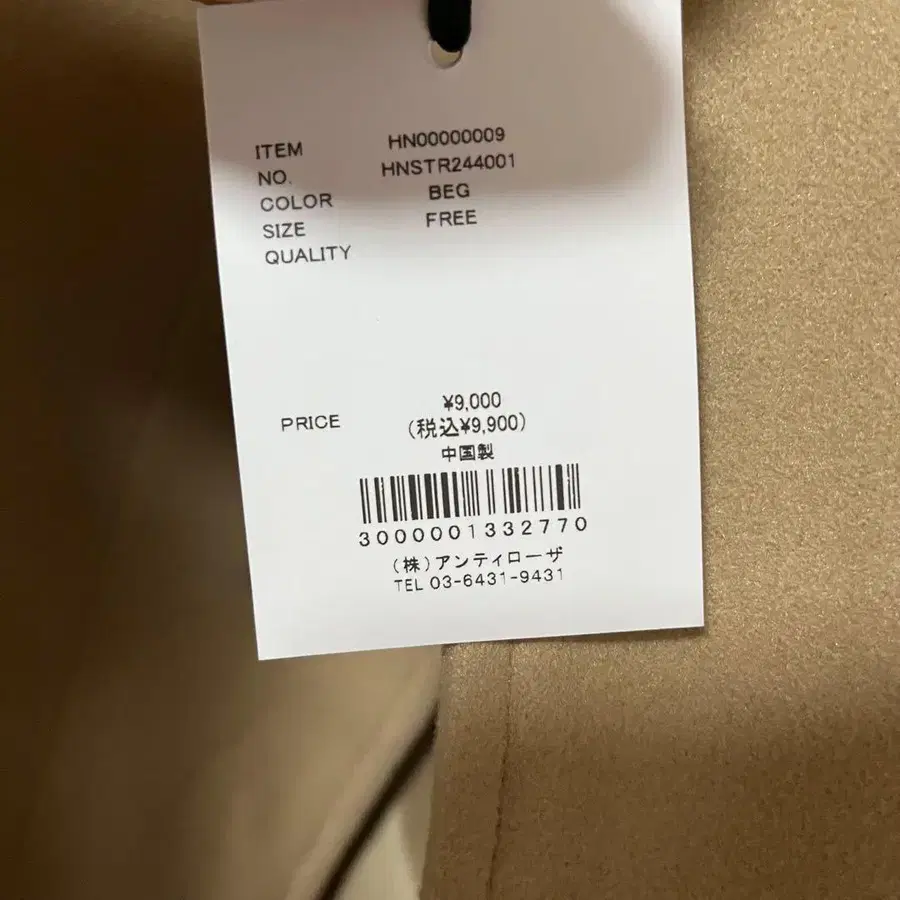 ITEM HN00000009
NO. HNSTR244001
COLOR BEG
SIZE FREE
QUALITY
PRICE ¥9,000
(税込¥9,900)
中国製
3000001332770
(株)アンティローザ
TEL 03-6431-9431